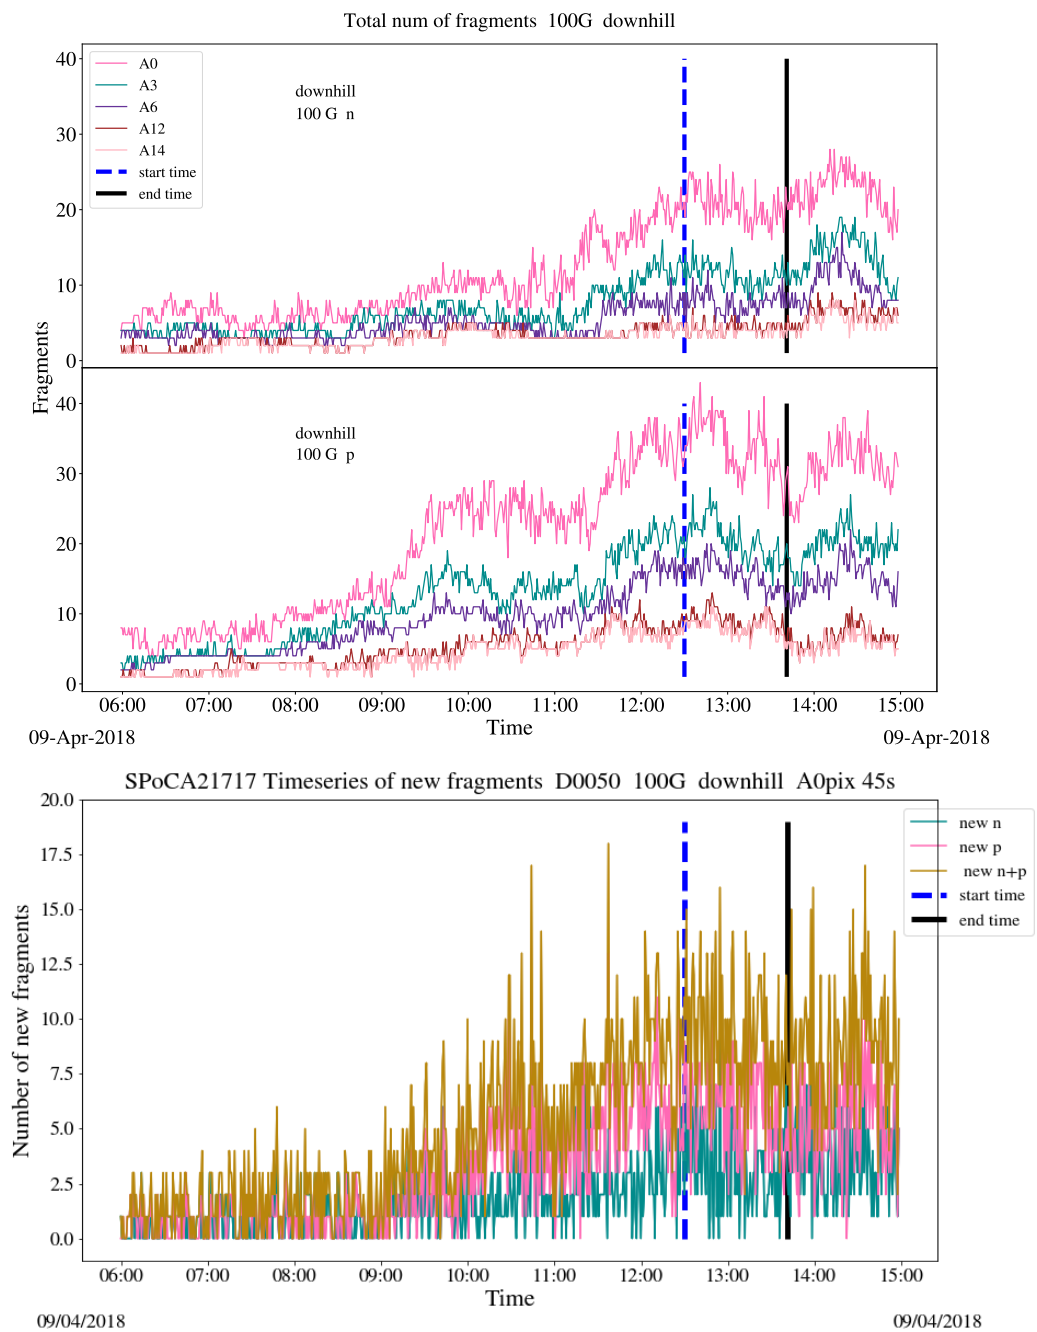 Total num of fragments 100G downhill
40
30
20
10
0
A0
A3
A6
A12
A14
start time
end time
downhill
100 G n
Fragments
40
30
20
10
0
downhill
100 G p
06:00 07:00 08:00 09:00 10:00 11:00 12:00 13:00 14:00 15:00
Time
09-Apr-2018 09-Apr-2018
SPoCA21717 Timeseries of new fragments D0050 100G downhill A0pix 45s
20.0
17.5
15.0
12.5
10.0
7.5
5.0
2.5
0.0
Number of new fragments
new n
new p
new n+p
start time
end time
06:00 07:00 08:00 09:00 10:00 11:00 12:00 13:00 14:00 15:00
Time
09/04/2018 09/04/2018